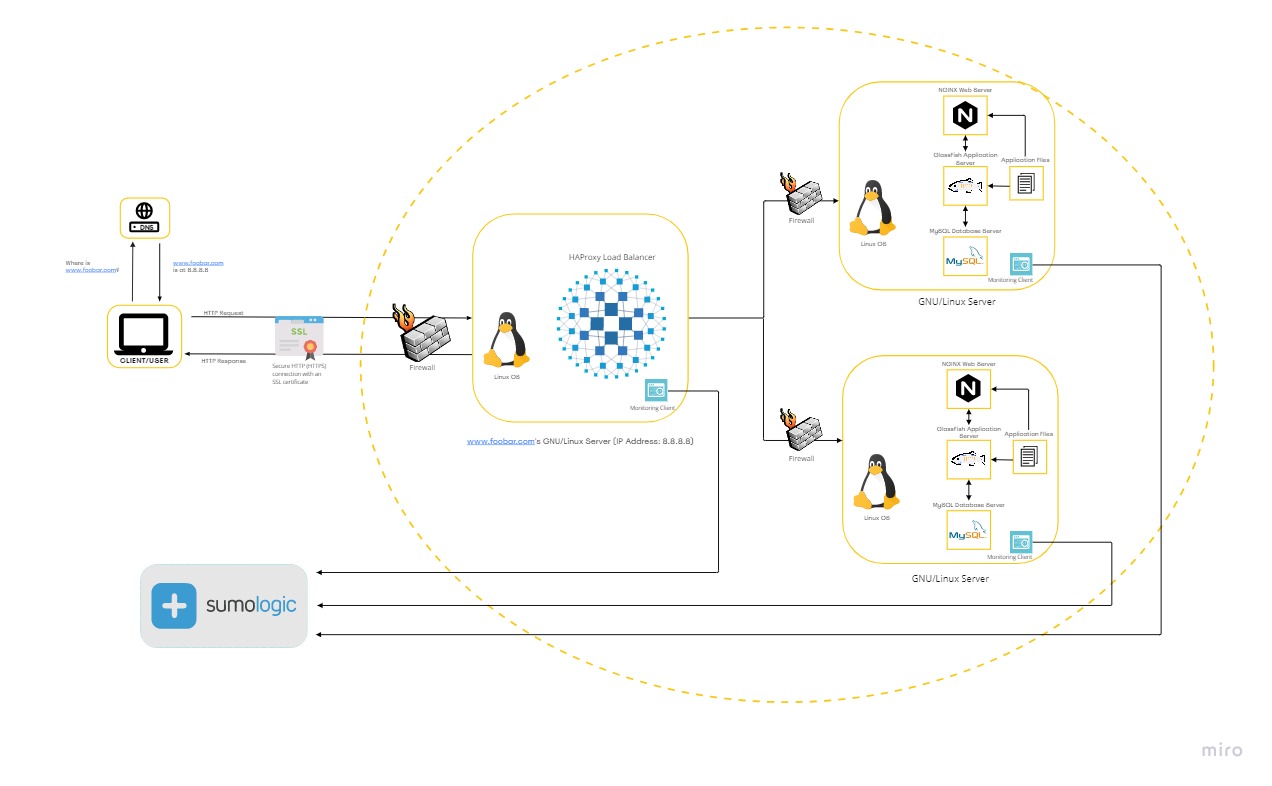 NGINX Web Server
GlassFish Application
Server
Application Files
MySQL Database Server
MySQL
Monitoring Client
Linux OS
Firewall
GNU/Linux Server
DNS
Where is
www.foobar.com?
www.foobar.com
is at 8.8.8.8
CLIENT/USER
HTTP Request
SSL
HTTP Response
Secure HTTP (HTTPS)
connection with an
SSL certificate
Firewall
HAProxy Load Balancer
Linux OS
Monitoring Client
www.foobar.com's GNU/Linux Server (IP Address: 8.8.8.8)
NGINX Web Server
GlassFish Application
Server
Application Files
MySQL Database Server
MySQL
Monitoring Client
Linux OS
Firewall
GNU/Linux Server
sumologic
miro